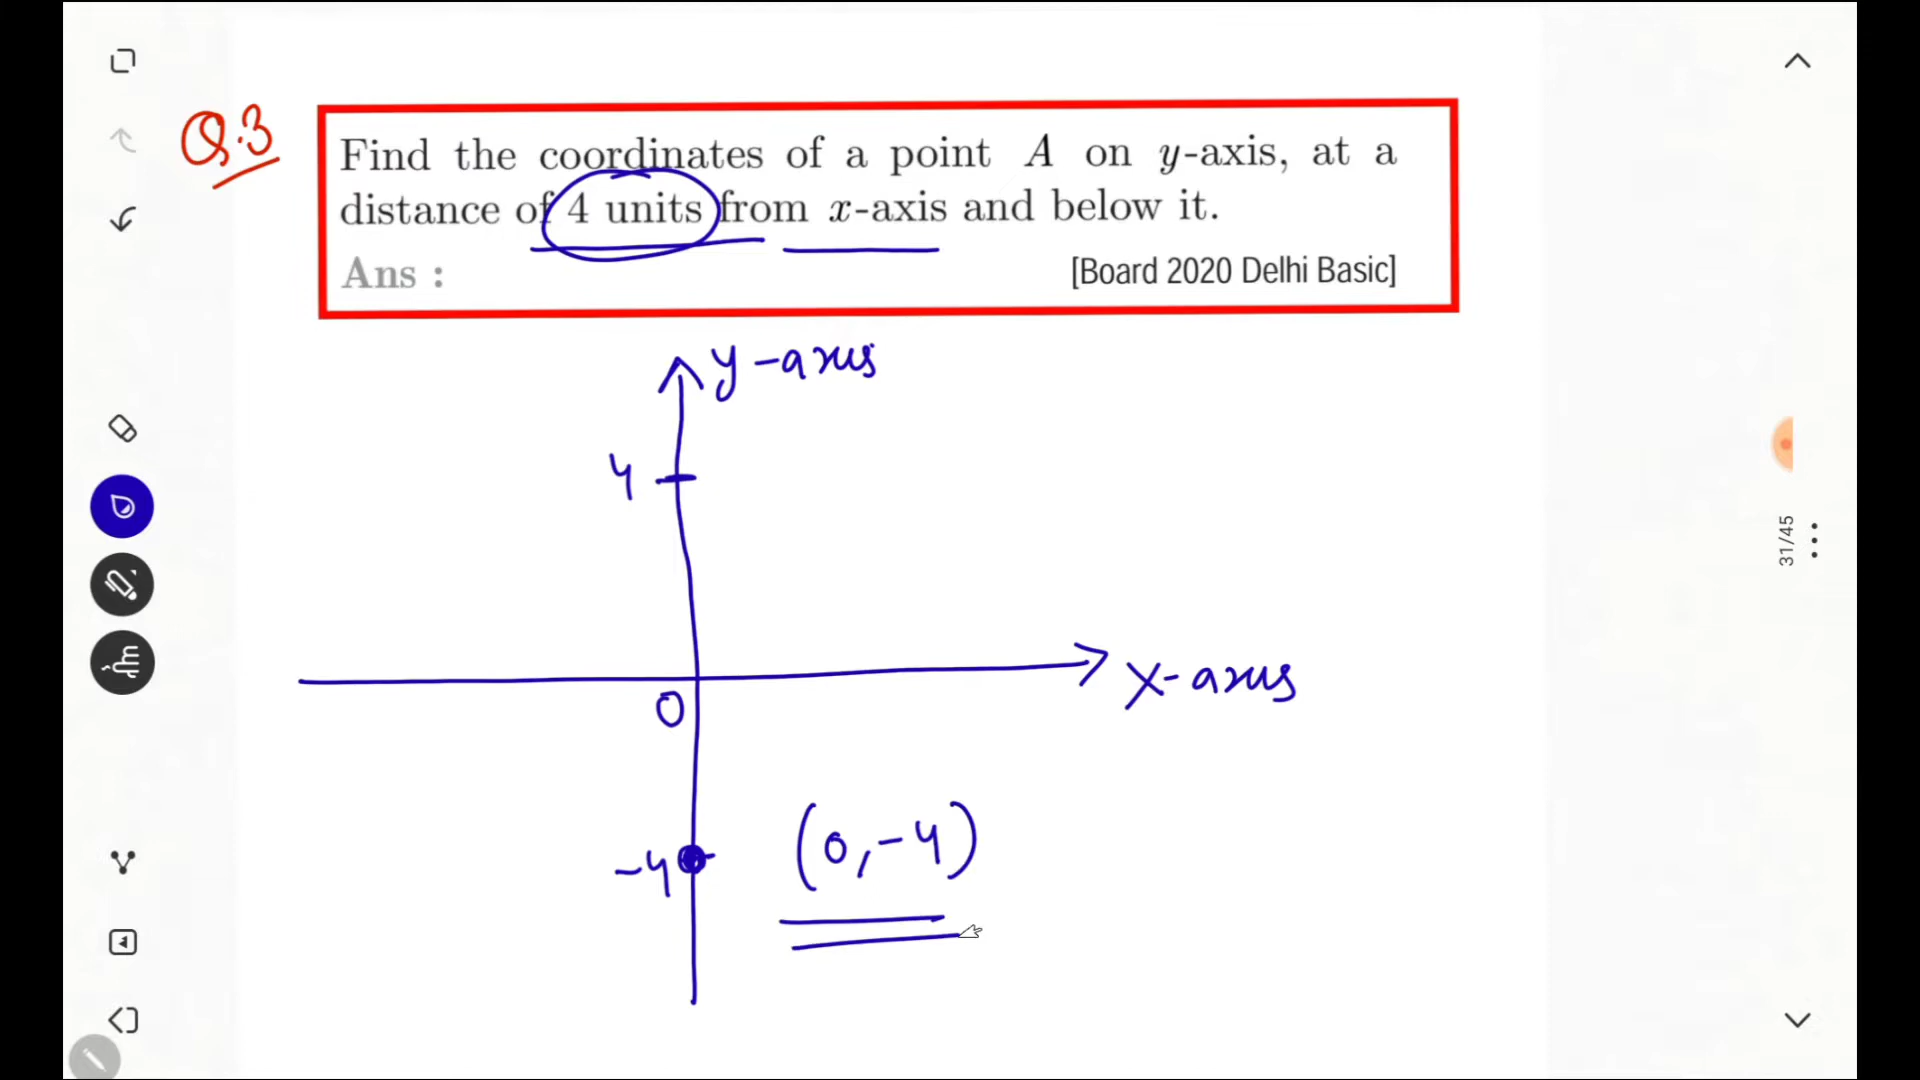 Q.3
Find the coordinates of a point A on y-axis, at a
distance of 4 units from x-axis and below it.
Ans :
[Board 2020 Delhi Basic]
y-axis
4
31/45
X-axis
0
(0,-4)
-4